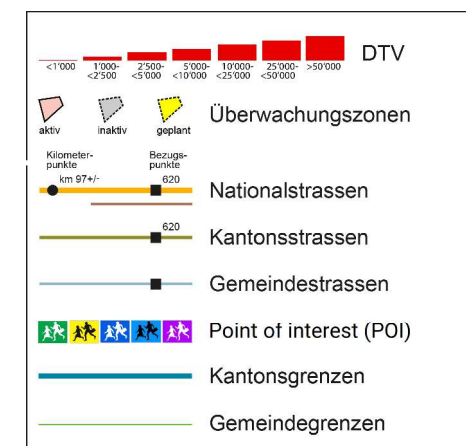 DTV
<1'000 1'000- 2'500- 5'000- 10'000- 25'000- >50'000
<2'500 <5'000 <10'000 <25'000 <50'000
Überwachungszonen
aktiv inaktiv geplant
Kilometer- Bezugs-
punkte punkte
km 97+/- 620
Nationalstrassen
620
Kantonsstrassen
Gemeindestrassen
Point of interest (POI)
Kantonsgrenzen
Gemeindegrenzen